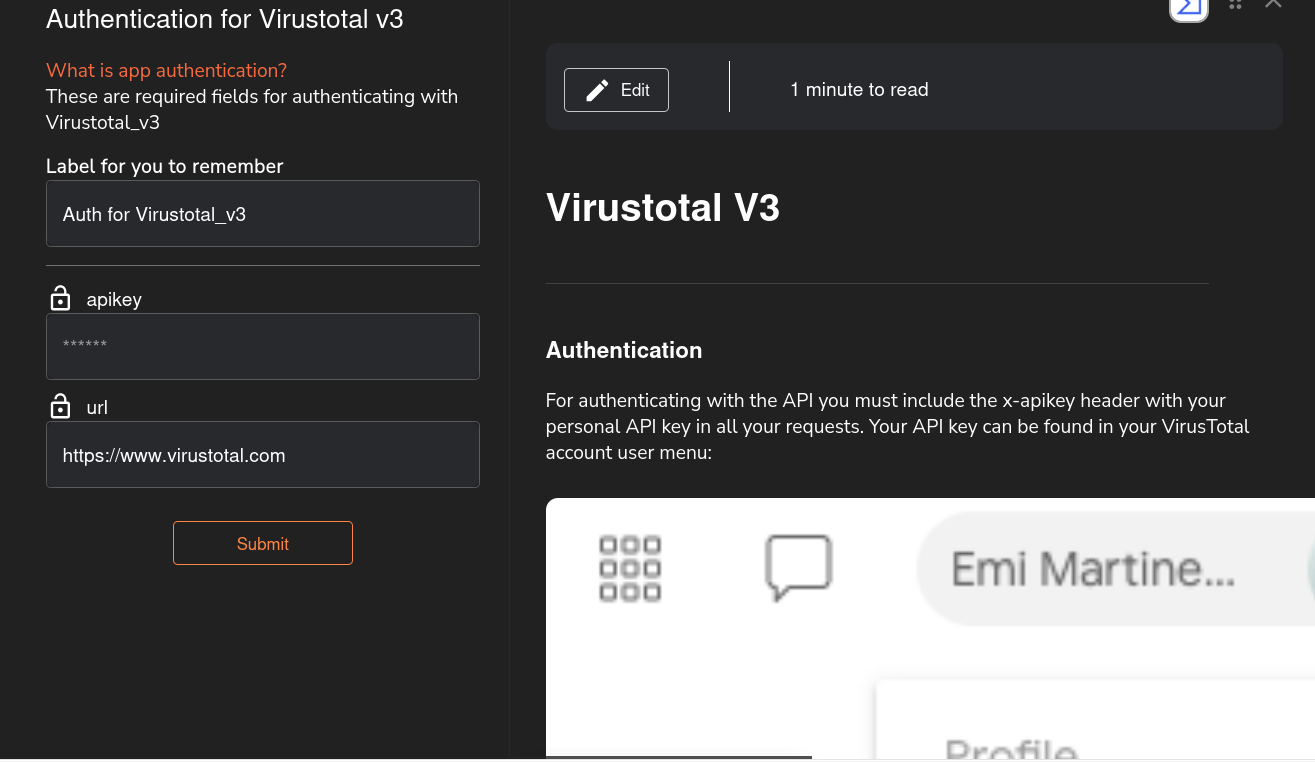 Authentication for Virustotal v3
What is app authentication?
These are required fields for authenticating with
Virustotal_v3
Label for you to remember
Auth for Virustotal_v3
apikey
******
url
https://www.virustotal.com
Submit
Edit
1 minute to read
Virustotal V3
Authentication
For authenticating with the API you must include the x-apikey header with your
personal API key in all your requests. Your API key can be found in your VirusTotal
account user menu:
Emi Martine...
Profile